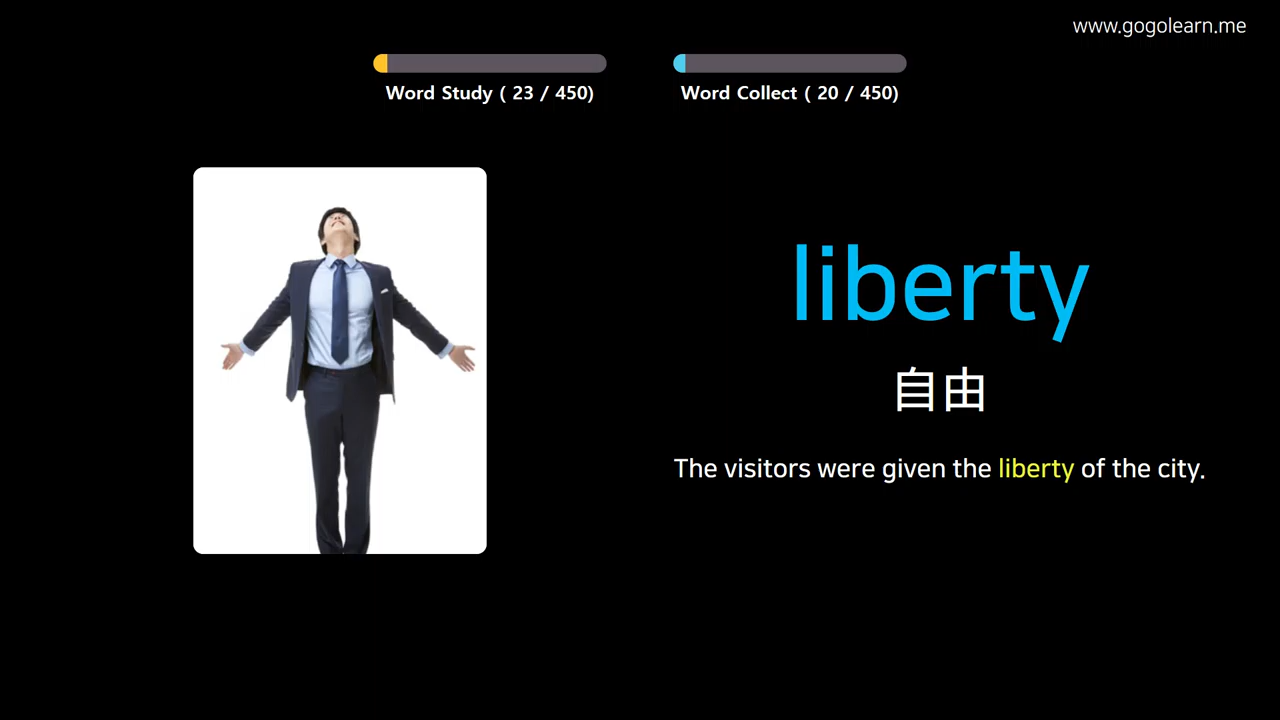 www.gogolearn.me
Word Study ( 23 / 450)
Word Collect ( 20 / 450)
liberty
自由
The visitors were given the liberty of the city.